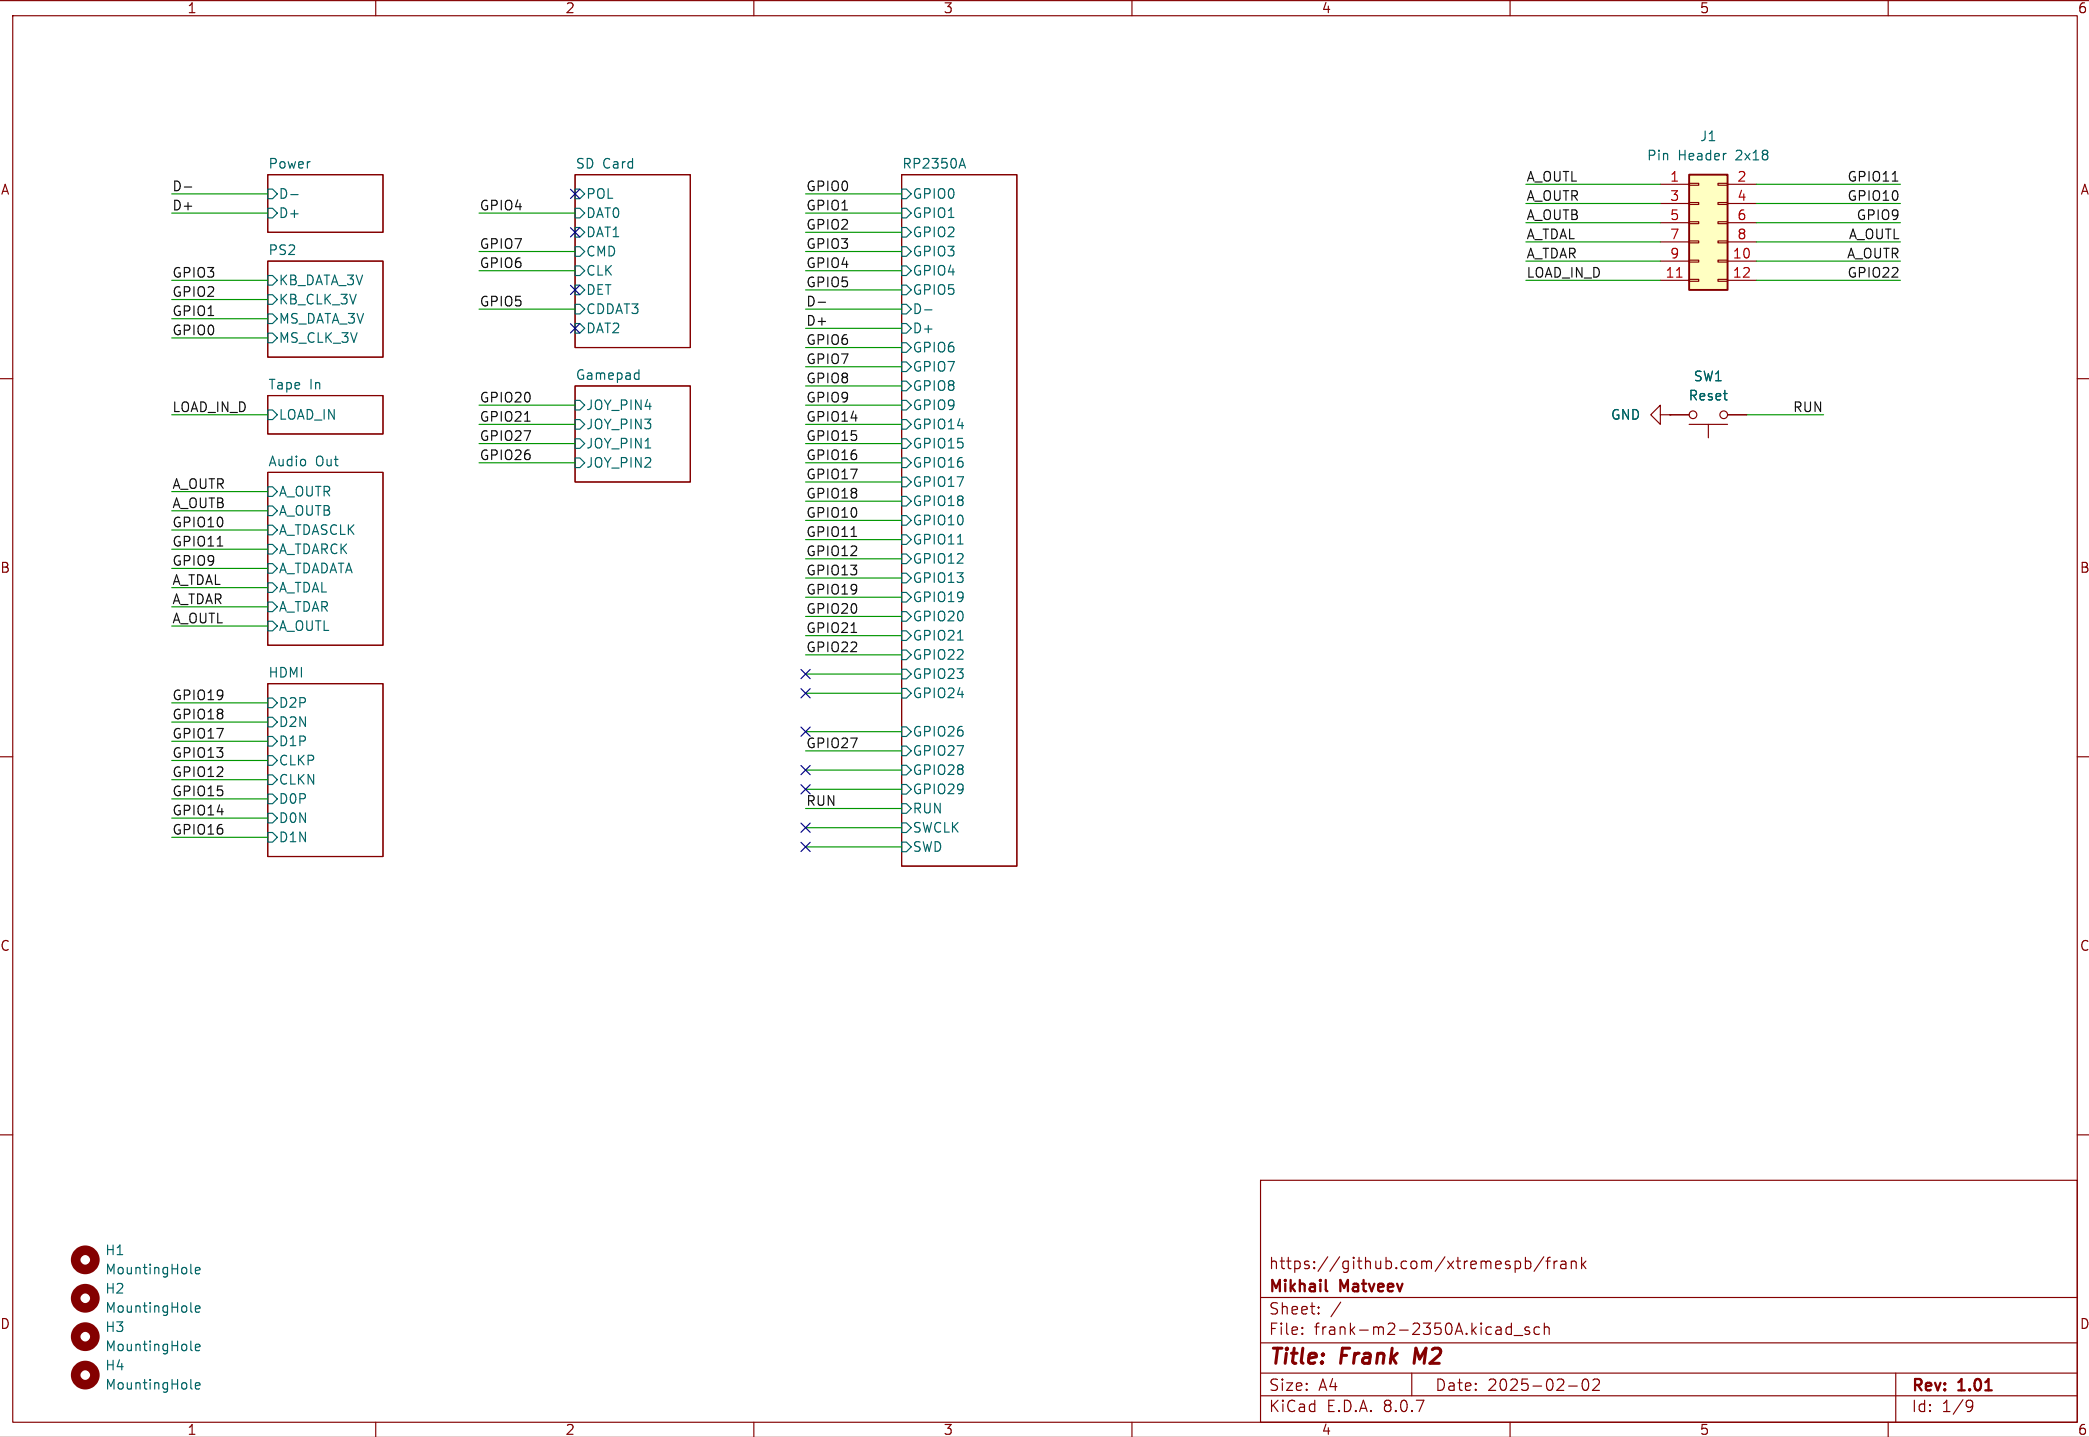 1 2 3 4 5 6
A
A
B
B
C
C
D
D
Power
D-
D-
D+
D+
PS2
GPIO3
KB_DATA_3V
GPIO2
KB_CLK_3V
GPIO1
MS_DATA_3V
GPIO0
MS_CLK_3V
Tape In
LOAD_IN_D
LOAD_IN
Audio Out
A_OUTR
A_OUTR
A_OUTB
A_OUTB
GPIO10
A_TDASCLK
GPIO11
A_TDARCK
GPIO9
A_TDADATA
A_TDAL
A_TDAL
A_TDAR
A_TDAR
A_OUTL
A_OUTL
HDMI
GPIO19
D2P
GPIO18
D2N
GPIO17
D1P
GPIO13
CLKP
GPIO12
CLKN
GPIO15
D0P
GPIO14
D0N
GPIO16
D1N
SD Card
POL
GPIO4
DAT0
DAT1
GPIO7
CMD
GPIO6
CLK
DET
GPIO5
CDDAT3
DAT2
Gamepad
GPIO20
JOY_PIN4
GPIO21
JOY_PIN3
GPIO27
JOY_PIN1
GPIO26
JOY_PIN2
RP2350A
GPIO0
GPIO0
GPIO1
GPIO1
GPIO2
GPIO2
GPIO3
GPIO3
GPIO4
GPIO4
GPIO5
GPIO5
D-
D-
D+
D+
GPIO6
GPIO6
GPIO7
GPIO7
GPIO8
GPIO8
GPIO9
GPIO9
GPIO14
GPIO14
GPIO15
GPIO15
GPIO16
GPIO16
GPIO17
GPIO17
GPIO18
GPIO18
GPIO10
GPIO10
GPIO11
GPIO11
GPIO12
GPIO12
GPIO13
GPIO13
GPIO19
GPIO19
GPIO20
GPIO20
GPIO21
GPIO21
GPIO22
GPIO22
GPIO23
GPIO24
GPIO26
GPIO27
GPIO27
GPIO28
GPIO29
RUN
RUN
SWCLK
SWD
J1
Pin Header 2x18
A_OUTL 1 2 GPIO11
A_OUTR 3 4 GPIO10
A_OUTB 5 6 GPIO9
A_TDAL 7 8 A_OUTL
A_TDAR 9 10 A_OUTR
LOAD_IN_D 11 12 GPIO22
SW1
Reset
GND
RUN
H1
MountingHole
H2
MountingHole
H3
MountingHole
H4
MountingHole
https://github.com/xtremespb/frank
Mikhail Matveev
Sheet: /
File: frank-m2-2350A.kicad_sch
Title: Frank M2
Size: A4
Date: 2025-02-02
Rev: 1.01
KiCad E.D.A. 8.0.7
Id: 1/9
1 2 3 4 5 6